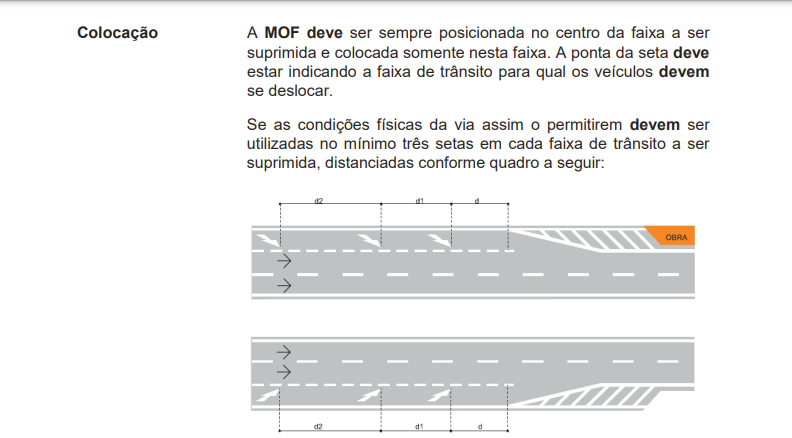 Colocação
A MOF deve ser sempre posicionada no centro da faixa a ser
suprimida e colocada somente nesta faixa. A ponta da seta deve
estar indicando a faixa de trânsito para qual os veículos devem
se deslocar.
Se as condições físicas da via assim o permitirem devem ser
utilizadas no mínimo três setas em cada faixa de trânsito a ser
suprimida, distanciadas conforme quadro a seguir:
d2 d1 d
OBRA
d2 d1 d